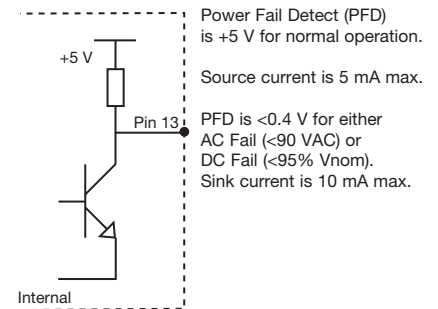 Power Fail Detect (PFD)
is +5 V for normal operation.
+5 V
Source current is 5 mA max.
Pin 13
PFD is <0.4 V for either
AC Fail (<90 VAC) or
DC Fail (<95% Vnom).
Sink current is 10 mA max.
Internal